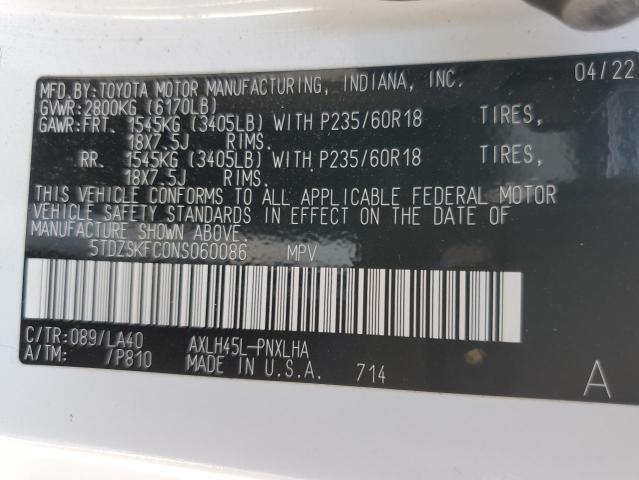 MFD.BY:TOYOTA MOTOR MANUFACTURING, INDIANA, INC. 04/22
GVWR:2800KG (6170LB)
GAWR:FRT. 1545KG (3405LB) WITH P235/60R18 TIRES,
18X7.5J RIMS.
RR. 1545KG (3405LB) WITH P235/60R18 TIRES,
18X7.5J RIMS.
THIS VEHICLE CONFORMS TO ALL APPLICABLE FEDERAL MOTOR
VEHICLE SAFETY STANDARDS IN EFFECT ON THE DATE OF
MANUFACTURE SHOWN ABOVE.
5TDZSKFC0NS060086 MPV
C/TR:089/LA40 AXLH45L-PNXLHA
A/TM: /P810 MADE IN U.S.A. 714 A